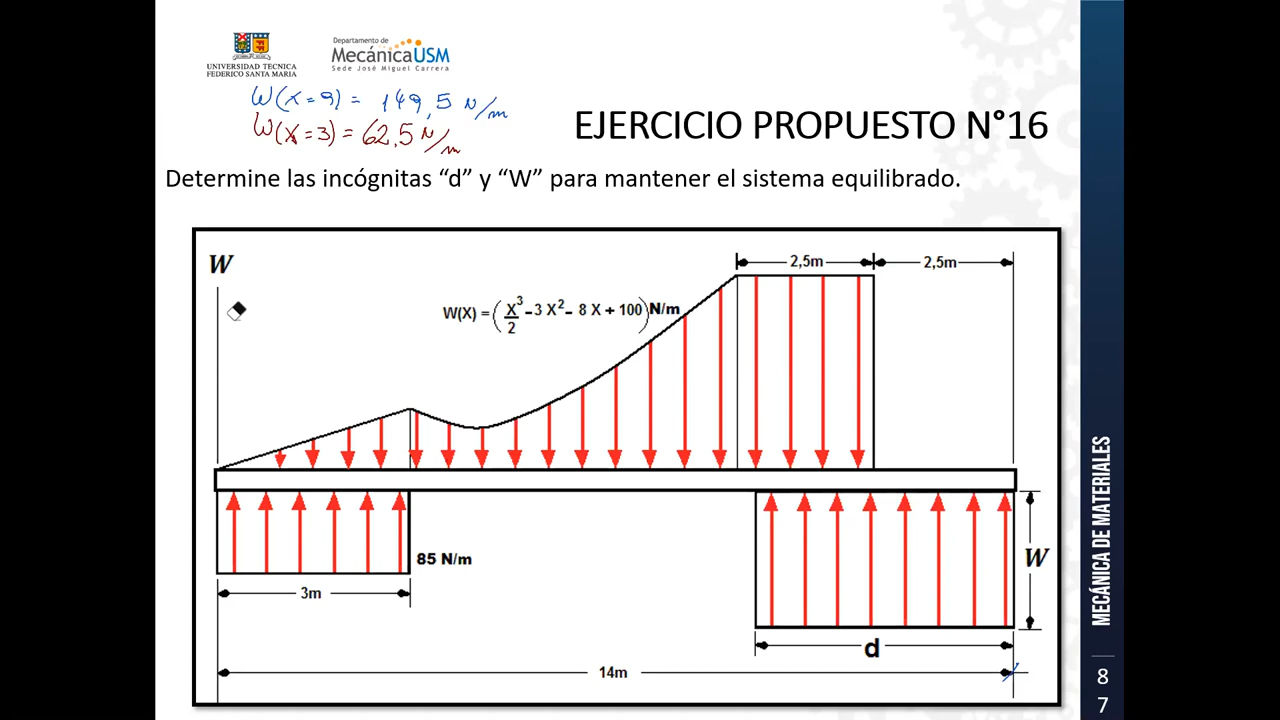 UNIVERSIDAD TECNICA
FEDERICO SANTA MARIA
Departamento de
MecánicaUSM
Sede José Miguel Carrera
W(x=9) = 149,5 N/m
W(x=3) = 62,5 N/m
EJERCICIO PROPUESTO N°16
Determine las incógnitas “d” y “W” para mantener el sistema equilibrado.
W
2,5m
2,5m
W(X) = (X³/2 - 3 X² - 8 X + 100) N/m
85 N/m
3m
W
d
14m
MECÁNICA DE MATERIALES
8
7